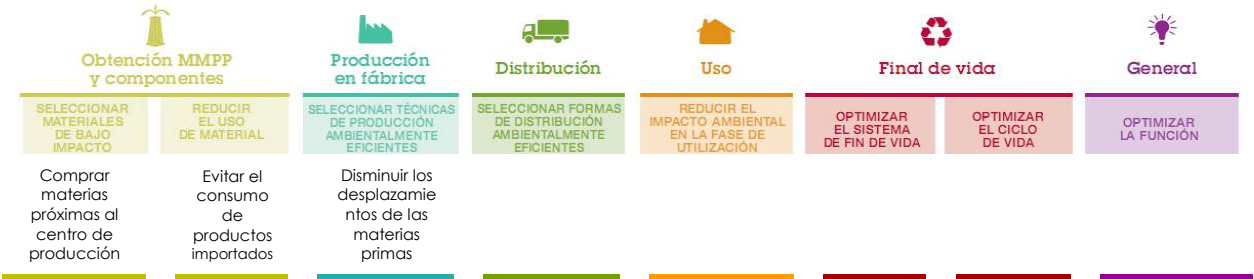 Obtención MMPP
y componentes
Producción
en fábrica
Distribución
Uso
Final de vida
General
SELECCIONAR
MATERIALES
DE BAJO
IMPACTO
REDUCIR
EL USO
DE MATERIAL
SELECCIONAR TÉCNICAS
DE PRODUCCIÓN
AMBIENTALMENTE
EFICIENTES
SELECCIONAR FORMAS
DE DISTRIBUCIÓN
AMBIENTALMENTE
EFICIENTES
REDUCIR EL
IMPACTO AMBIENTAL
EN LA FASE DE
UTILIZACIÓN
OPTIMIZAR
EL SISTEMA
DE FIN DE VIDA
OPTIMIZAR
EL CICLO
DE VIDA
OPTIMIZAR
LA FUNCIÓN
Comprar
materias
próximas al
centro de
producción
Evitar el
consumo
de
productos
importados
Disminuir los
desplazamie
ntos de las
materias
primas